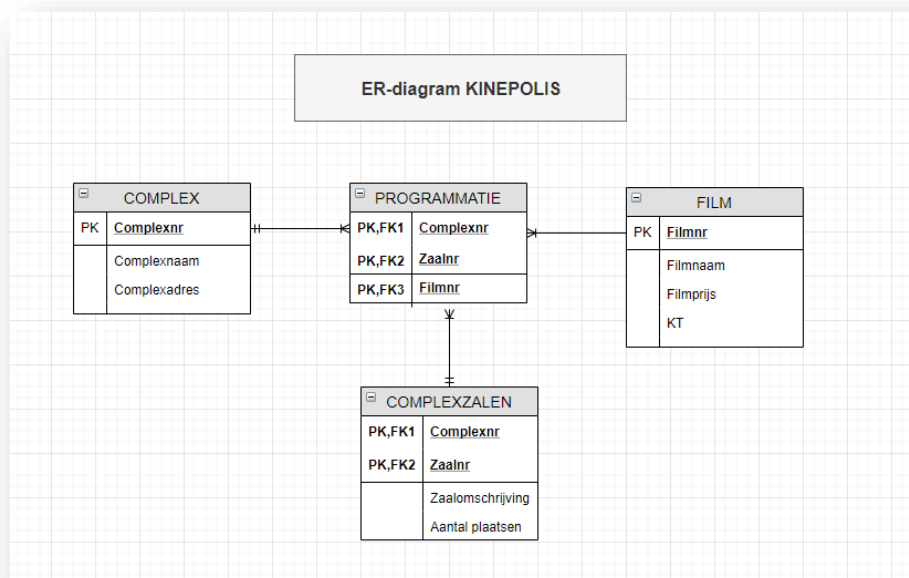 ER-diagram KINEPOLIS
COMPLEX
PK Complexnr
Complexnaam
Complexadres
PROGRAMMATIE
PK,FK1 Complexnr
PK,FK2 Zaalnr
PK,FK3 Filmnr
FILM
PK Filmnr
Filmnaam
Filmprijs
KT
COMPLEXZALEN
PK,FK1 Complexnr
PK,FK2 Zaalnr
Zaalomschrijving
Aantal plaatsen